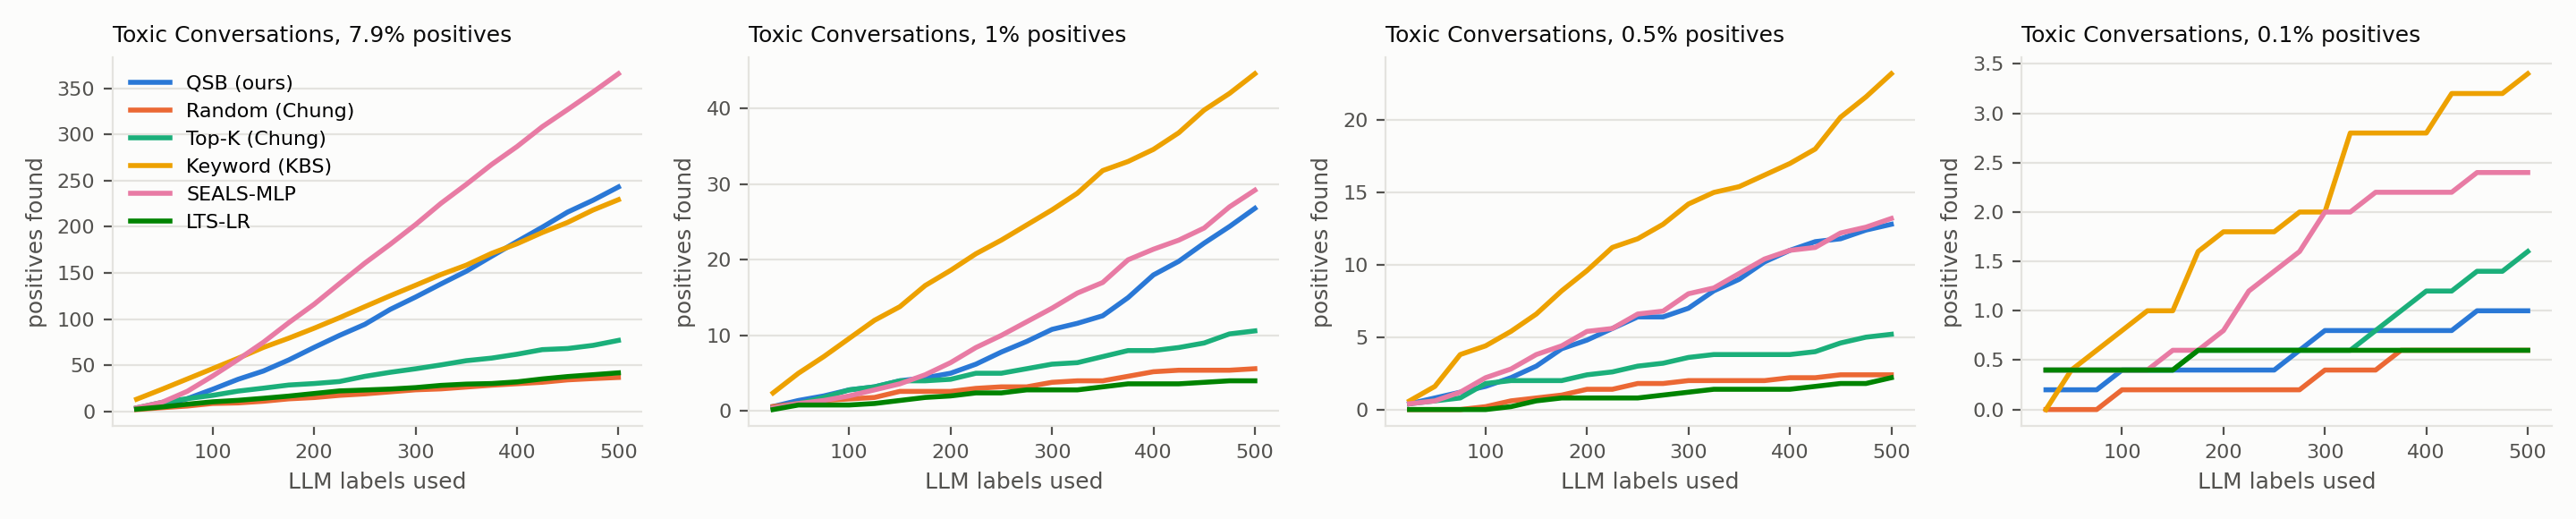 Toxic Conversations, 7.9% positives
positives found
350
300
250
200
150
100
50
0
QSB (ours)
Random (Chung)
Top-K (Chung)
Keyword (KBS)
SEALS-MLP
LTS-LR
100 200 300 400 500
LLM labels used
Toxic Conversations, 1% positives
positives found
40
30
20
10
0
100 200 300 400 500
LLM labels used
Toxic Conversations, 0.5% positives
positives found
20
15
10
5
0
100 200 300 400 500
LLM labels used
Toxic Conversations, 0.1% positives
positives found
3.5
3.0
2.5
2.0
1.5
1.0
0.5
0.0
100 200 300 400 500
LLM labels used